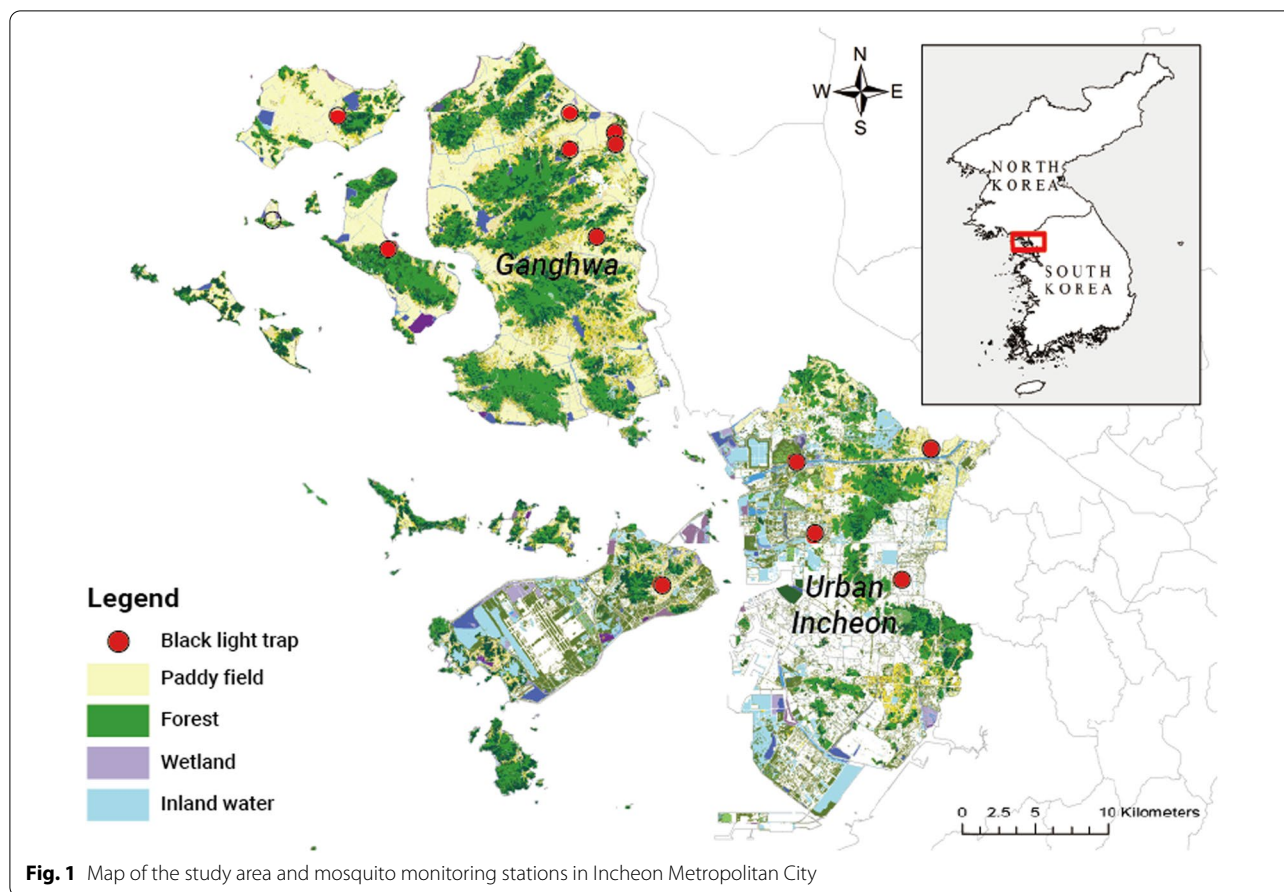 N
W E
S
NORTH
KOREA
SOUTH
KOREA
Ganghwa
Urban
Incheon
Legend
Black light trap
Paddy field
Forest
Wetland
Inland water
0 2.5 5 10 Kilometers
Fig. 1 Map of the study area and mosquito monitoring stations in Incheon Metropolitan City